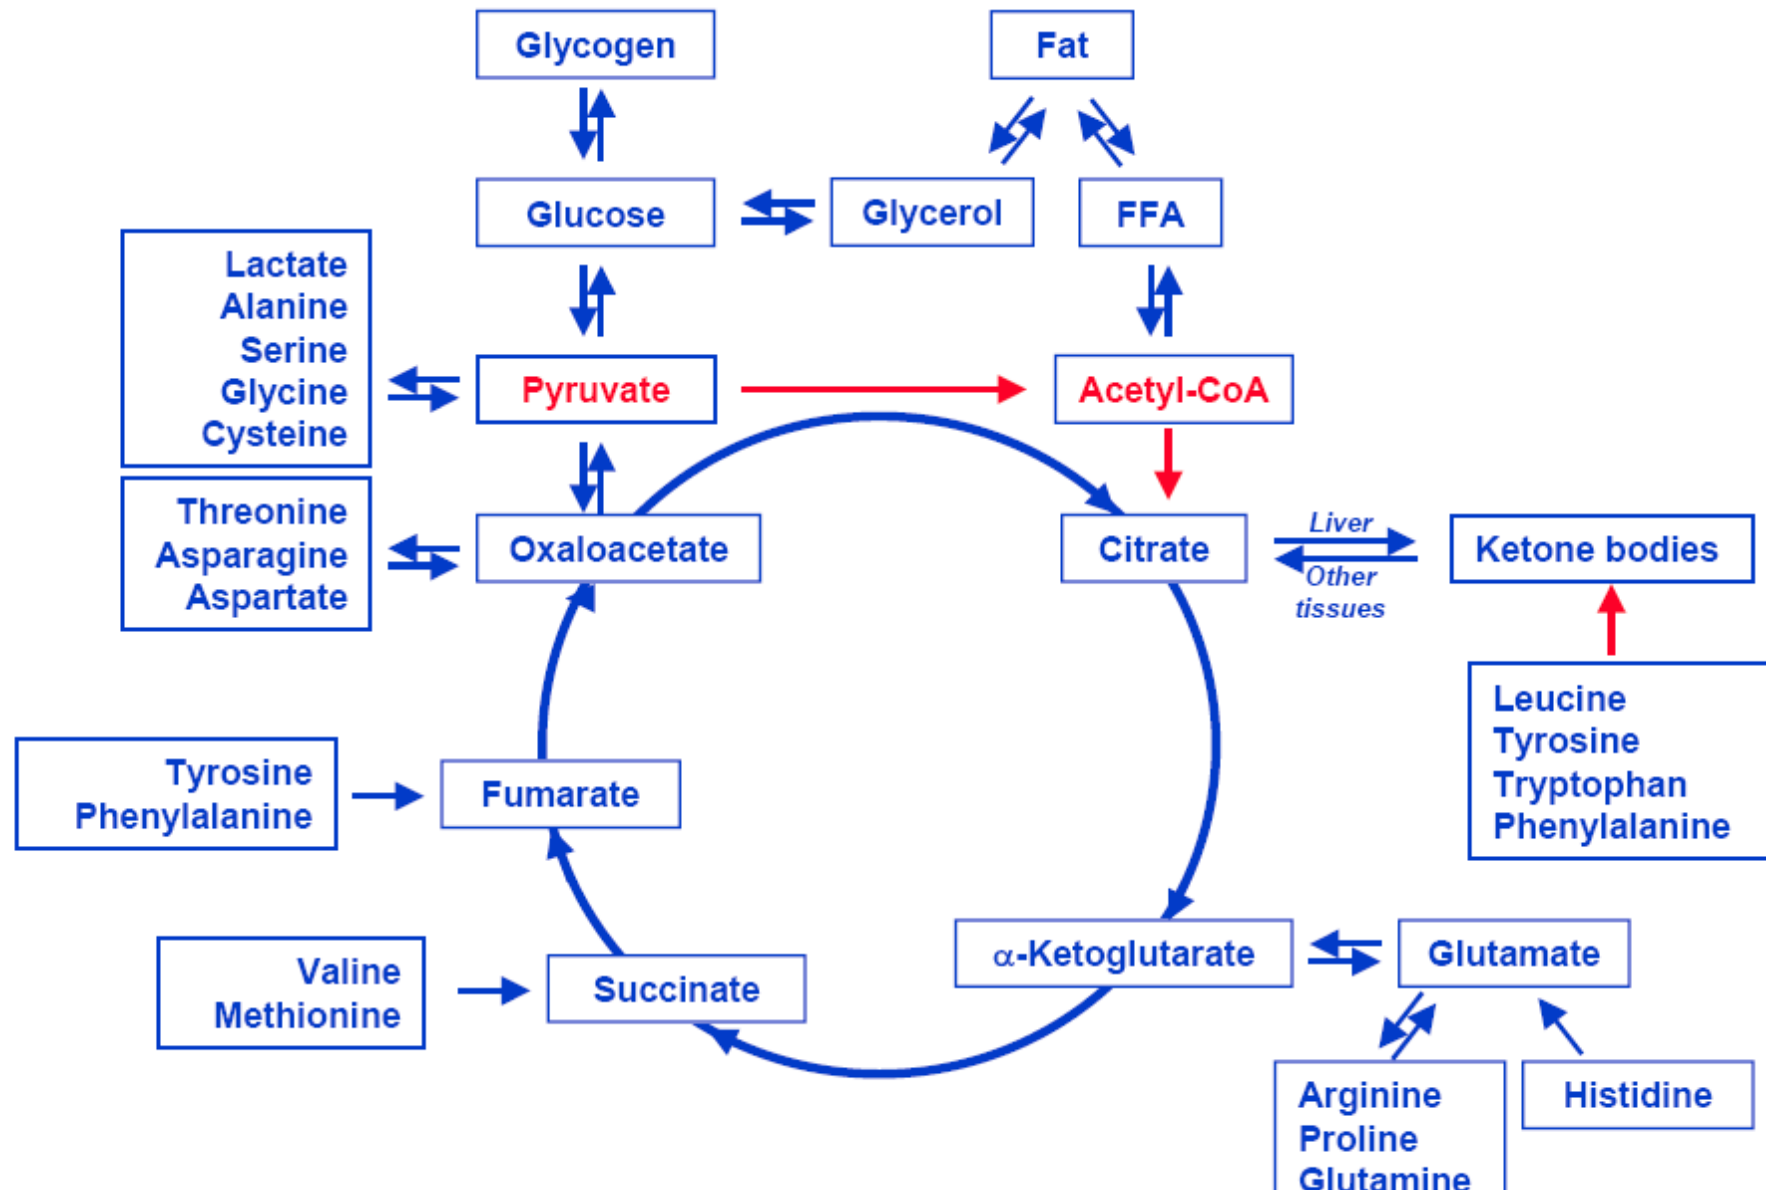 Glycogen
Fat
Glucose
Glycerol
FFA
Lactate
Alanine
Serine
Glycine
Cysteine
Pyruvate
Acetyl-CoA
Threonine
Asparagine
Aspartate
Oxaloacetate
Citrate
Liver
Other
tissues
Ketone bodies
Leucine
Tyrosine
Tryptophan
Phenylalanine
Tyrosine
Phenylalanine
Fumarate
Valine
Methionine
Succinate
α-Ketoglutarate
Glutamate
Arginine
Proline
Glutamine
Histidine